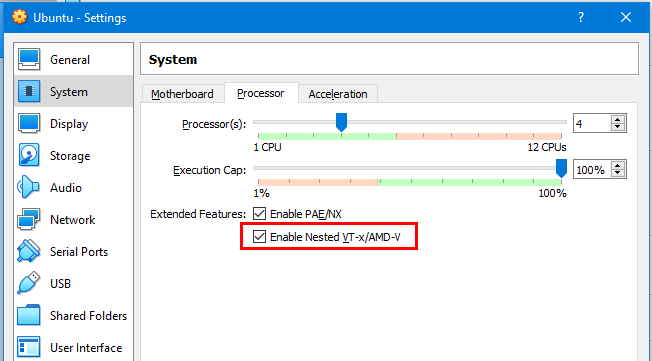 Ubuntu - Settings
?
General
System
Display
Storage
Audio
Network
Serial Ports
USB
Shared Folders
User Interface
System
Motherboard Processor Acceleration
Processor(s): 4
1 CPU 12 CPUs
Execution Cap: 100%
1% 100%
Extended Features: Enable PAE/NX
Enable Nested VT-x/AMD-V